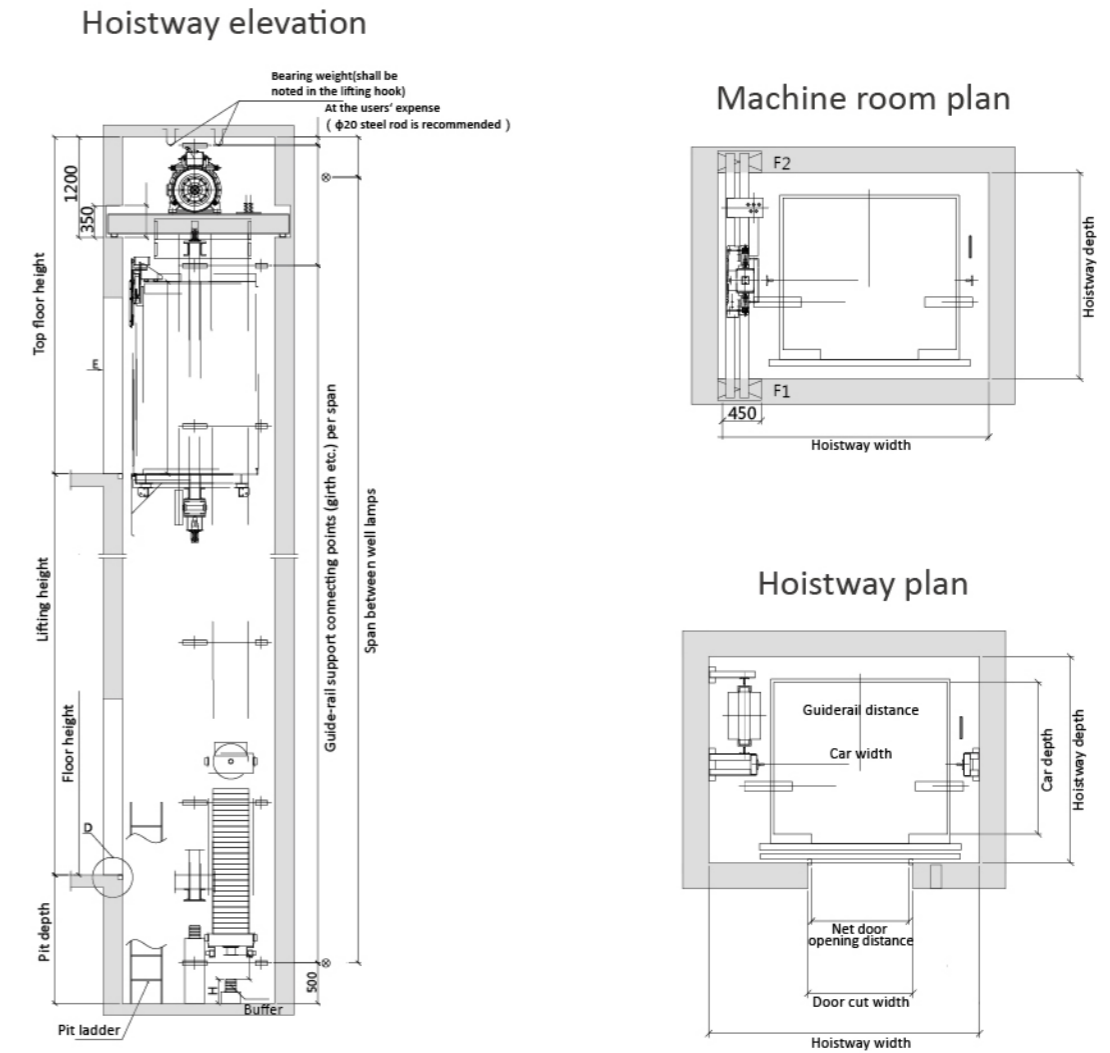 Hoistway elevation
Bearing weight(shall be
noted in the lifting hook)
At the users' expense
( ϕ20 steel rod is recommended )
1200
350
Top floor height
Lifting height
Floor height
D
Pit depth
Pit ladder
H
Buffer
500
Guide-rail support connecting points (girth etc.) per span
Span between well lamps
Machine room plan
F2
F1
450
Hoistway width
Hoistway depth
Hoistway plan
Guiderail distance
Car width
Car depth
Hoistway depth
Net door
opening distance
Door cut width
Hoistway width